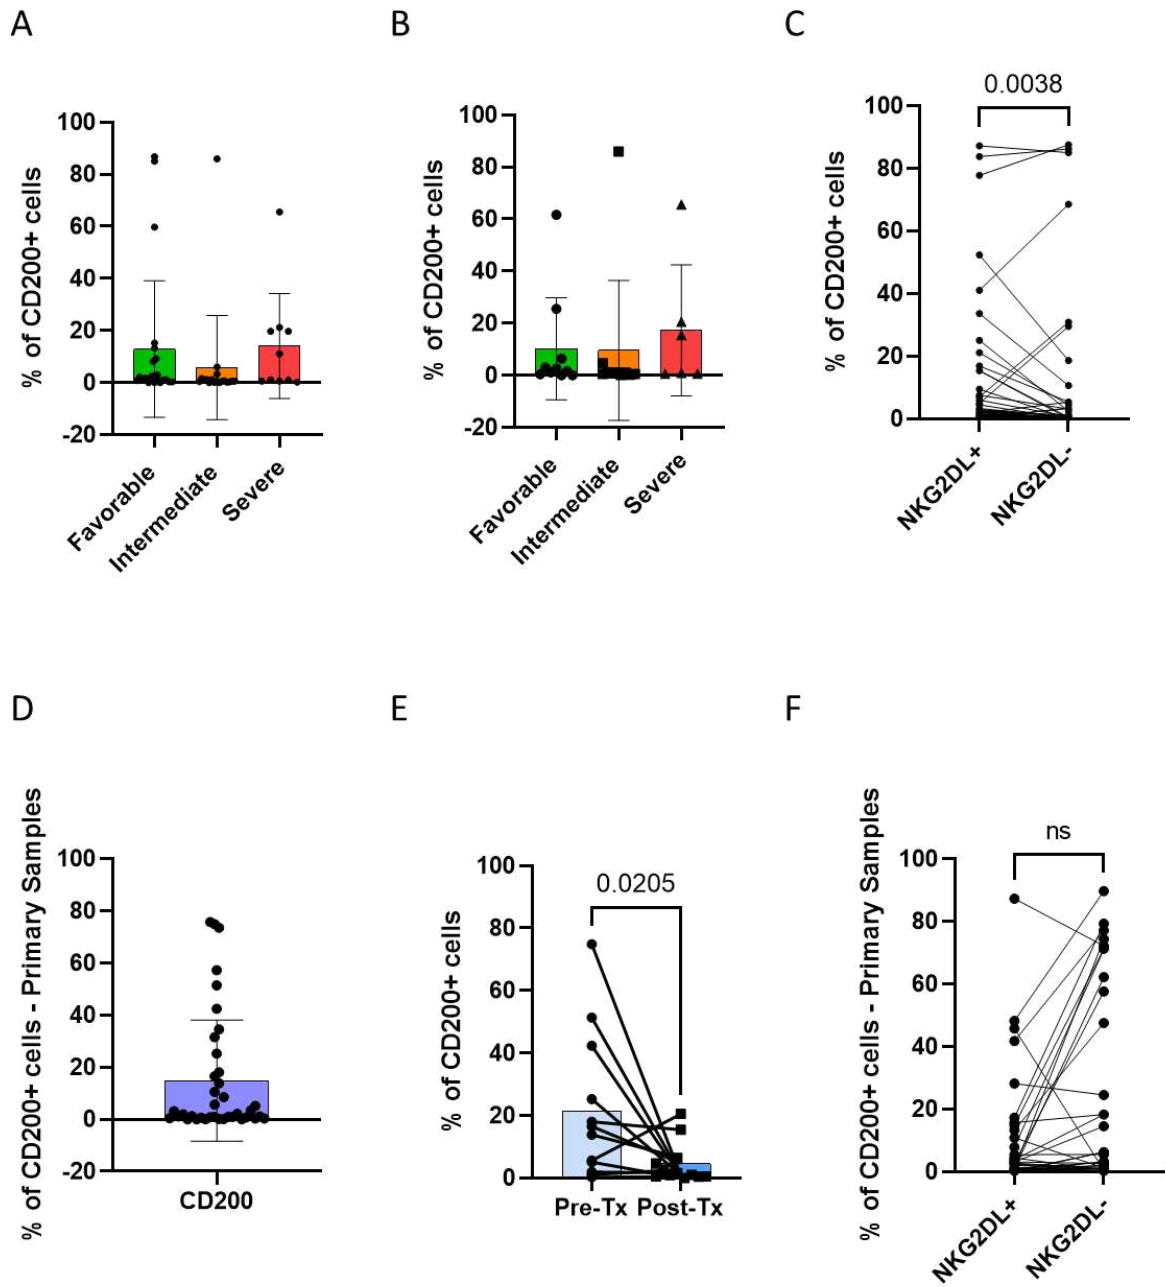 A
B
C
% of CD200+ cells
100
80
60
40
20
0
-20
Favorable
Intermediate
Severe
% of CD200+ cells
100
80
60
40
20
0
-20
Favorable
Intermediate
Severe
0.0038
% of CD200+ cells
100
80
60
40
20
0
NKG2DL+
NKG2DL-
D
E
F
% of CD200+ cells - Primary Samples
100
80
60
40
20
0
-20
CD200
0.0205
% of CD200+ cells
100
80
60
40
20
0
Pre-Tx Post-Tx
ns
% of CD200+ cells - Primary Samples
100
80
60
40
20
0
NKG2DL+
NKG2DL-